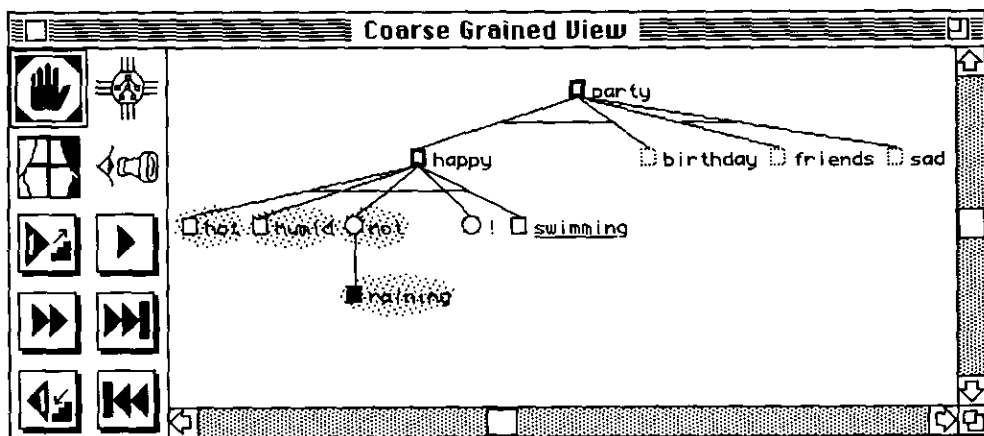 Coarse Grained View
party
happy birthday friends sad
hot humid not ! swimming
raining